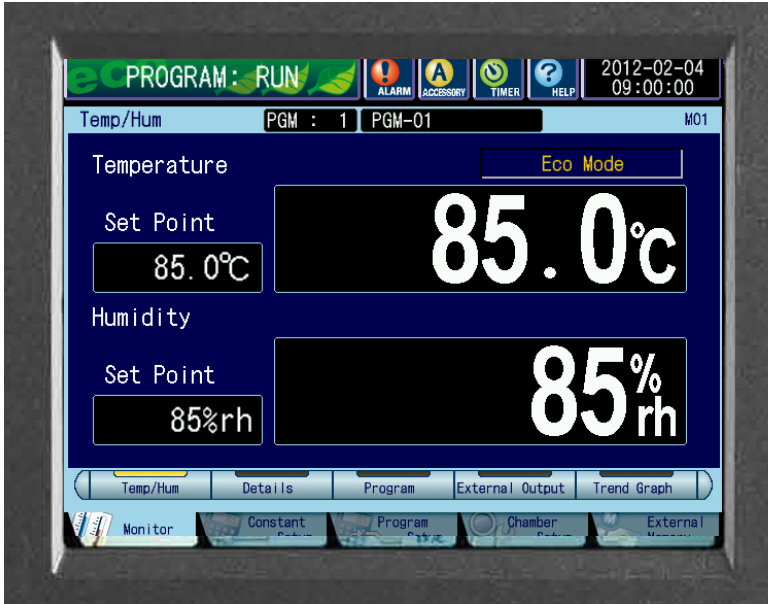 eco PROGRAM: RUN ALARM ACCESSORY TIMER HELP 2012-02-04
09:00:00
Temp/Hum PGM : 1 PGM-01 M01
Temperature Eco Mode
Set Point
85.0℃
85.0℃
Humidity
Set Point
85%rh
85%rh
Temp/Hum Details Program External Output Trend Graph
Monitor Constant Program Chamber External